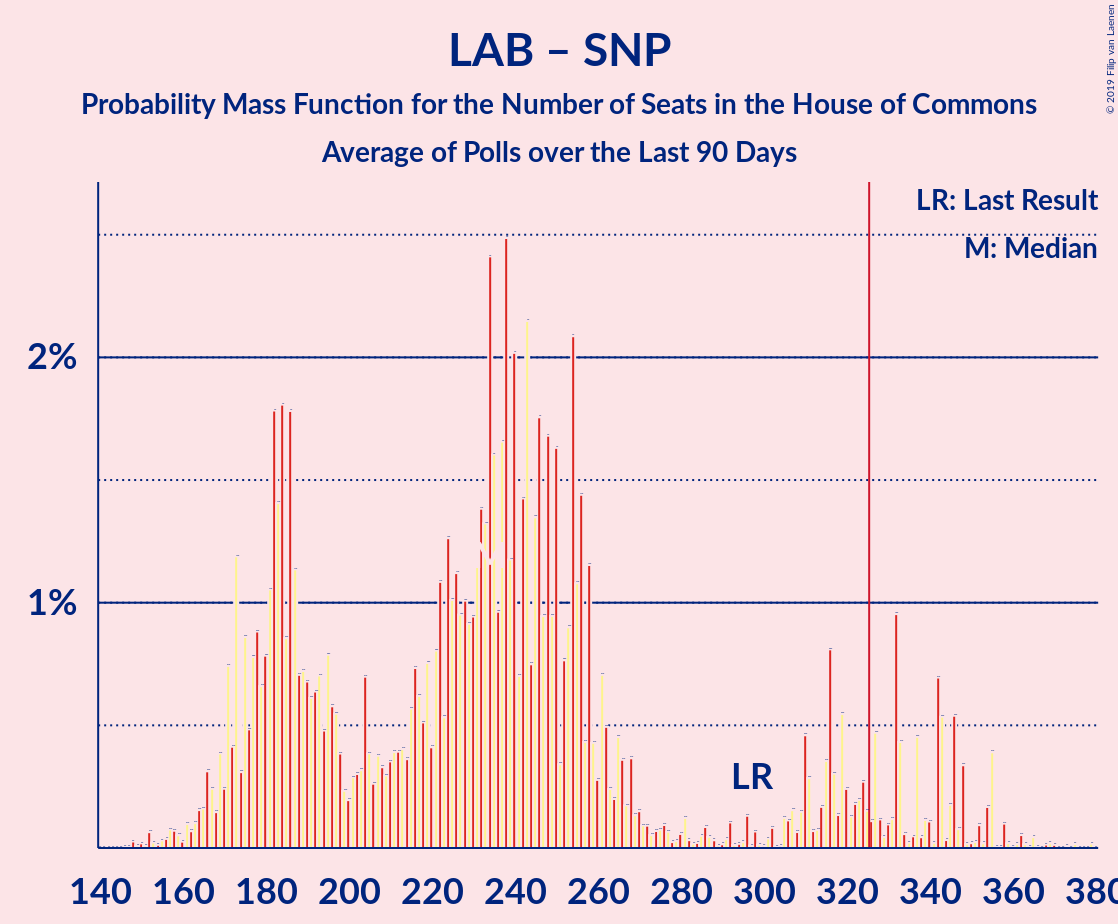 LAB – SNP
Probability Mass Function for the Number of Seats in the House of Commons
Average of Polls over the Last 90 Days
© 2019 Filip van Laenen
LR: Last Result
M: Median
2%
1%
M
LR
140 160 180 200 220 240 260 280 300 320 340 360 380